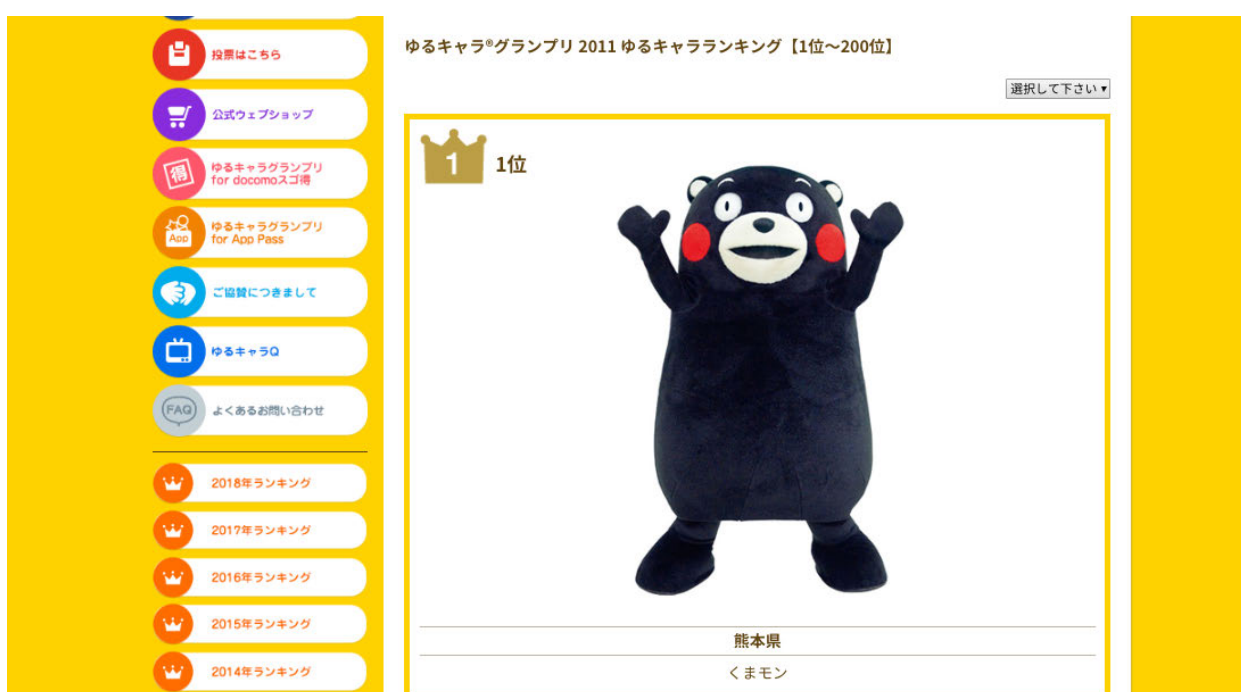 投票はこちら
公式ウェブショップ
得
ゆるキャラグランプリ
for docomoスゴ得
App
ゆるキャラグランプリ
for App Pass
ご協賛につきまして
ゆるキャラQ
FAQ
よくあるお問い合わせ
2018年ランキング
2017年ランキング
2016年ランキング
2015年ランキング
2014年ランキング
ゆるキャラ®グランプリ 2011 ゆるキャラランキング【1位～200位】
選択して下さい▼
1
1位
熊本県
くまモン